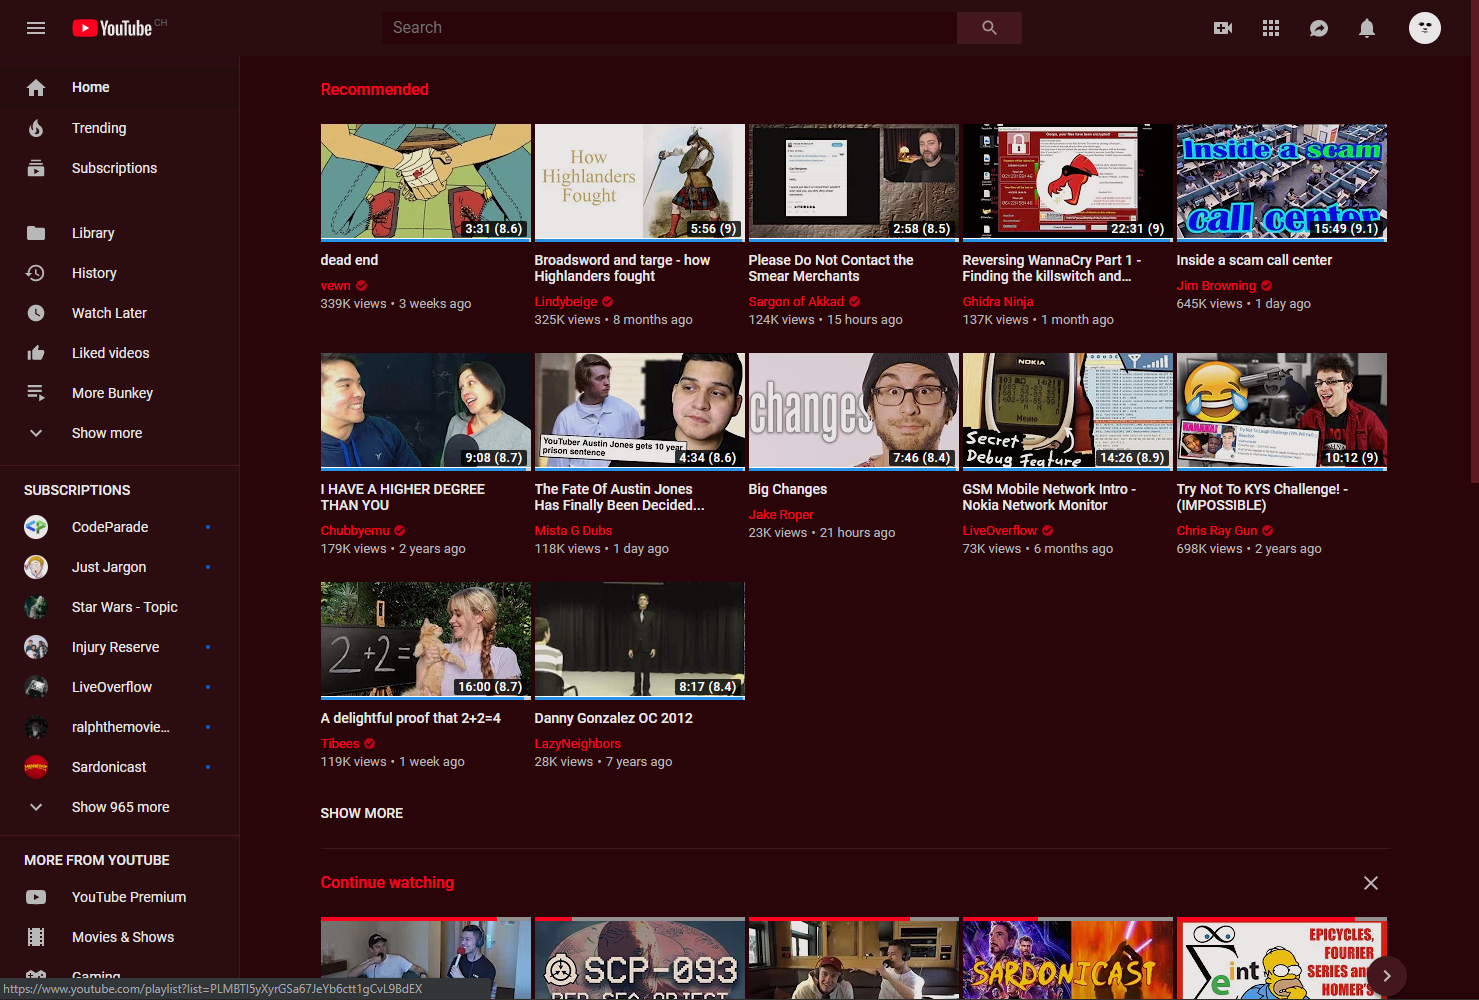 YouTube CH
Search
Home
Trending
Subscriptions
Library
History
Watch Later
Liked videos
More Bunkey
Show more
SUBSCRIPTIONS
CodeParade
Just Jargon
Star Wars - Topic
Injury Reserve
LiveOverflow
ralphthemovie...
Sardonicast
Show 965 more
MORE FROM YOUTUBE
YouTube Premium
Movies & Shows
Gaming
https://www.youtube.com/playlist?list=PLMBTl5yXyrGSa67JeYb6ctt1gCvL9BdEX
Recommended
3:31 (8.6)
dead end
vewn
339K views • 3 weeks ago
How
Highlanders
Fought
5:56 (9)
Broadsword and targe - how
Highlanders fought
Lindybeige
325K views • 8 months ago
2:58 (8.5)
Please Do Not Contact the
Smear Merchants
Sargon of Akkad
124K views • 15 hours ago
Ooops, your files have been encrypted!
22:31 (9)
Reversing WannaCry Part 1 -
Finding the killswitch and...
Ghidra Ninja
137K views • 1 month ago
Inside a scam
call center
15:49 (9.1)
Inside a scam call center
Jim Browning
645K views • 1 day ago
9:08 (8.7)
I HAVE A HIGHER DEGREE
THAN YOU
Chubbyemu
179K views • 2 years ago
YouTuber Austin Jones gets 10 year
prison sentence
4:34 (8.6)
The Fate Of Austin Jones
Has Finally Been Decided...
Mista G Dubs
118K views • 1 day ago
changes
7:46 (8.4)
Big Changes
Jake Roper
23K views • 21 hours ago
NOKIA
Secret
Debug Feature
14:26 (8.9)
GSM Mobile Network Intro -
Nokia Network Monitor
LiveOverflow
73K views • 6 months ago
10:12 (9)
Try Not To KYS Challenge! -
(IMPOSSIBLE)
Chris Ray Gun
698K views • 2 years ago
2+2=
16:00 (8.7)
A delightful proof that 2+2=4
Tibees
119K views • 1 week ago
8:17 (8.4)
Danny Gonzalez OC 2012
LazyNeighbors
28K views • 7 years ago
SHOW MORE
Continue watching
SCP-093
RED SEA OBJECT
SARDONICAST
EPICYCLES,
FOURIER
SERIES and
HOMER'S
eint